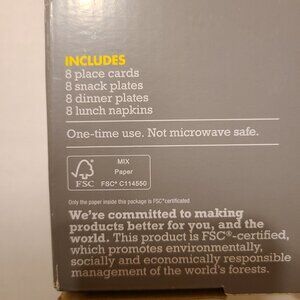 INCLUDES
8 place cards
8 snack plates
8 dinner plates
8 lunch napkins
One-time use. Not microwave safe.
FSC
MIX
Paper
FSC® C114550
Only the paper inside this package is FSC®certified
We're committed to making
products better for you, and the
world. This product is FSC®-certified,
which promotes environmentally,
socially and economically responsible
management of the world's forests.